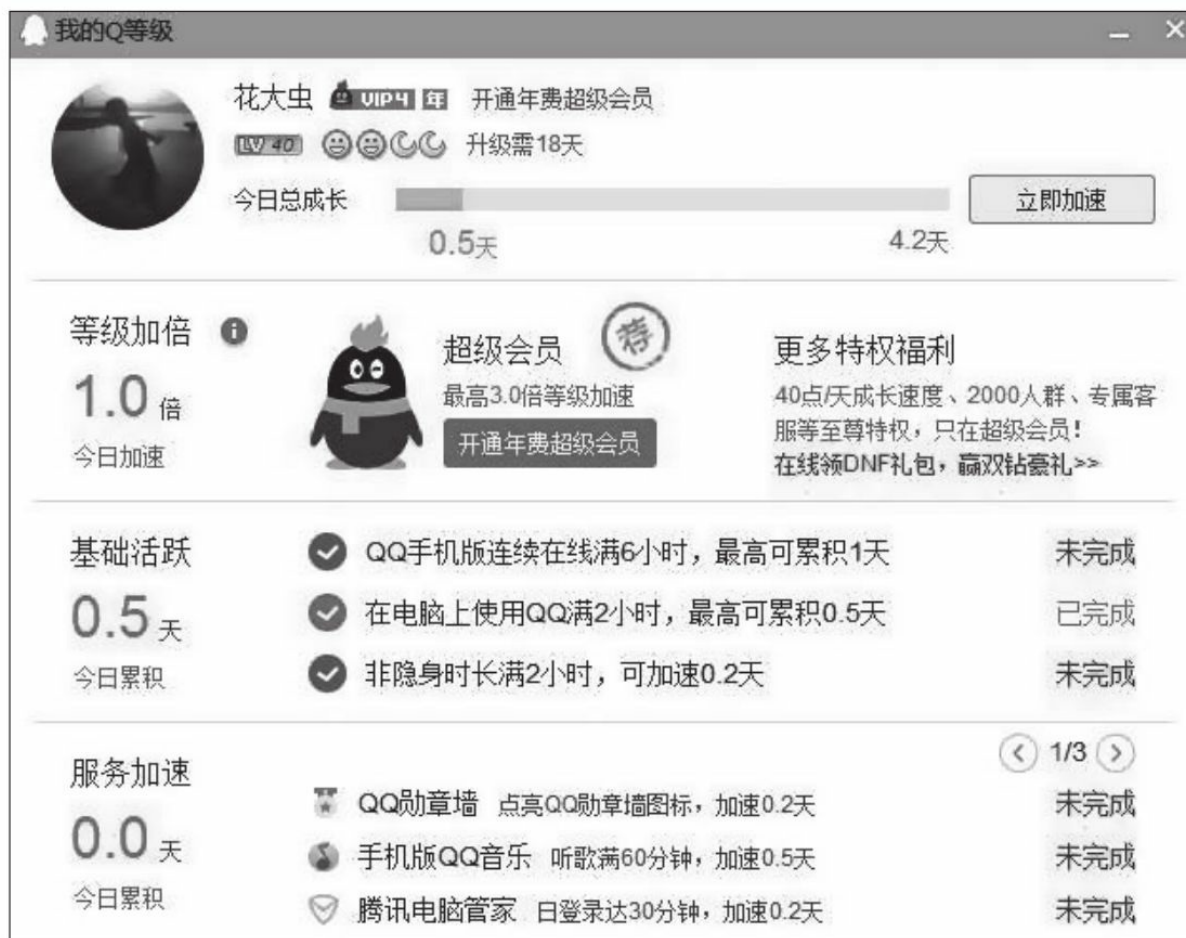 我的Q等级
花大虫 VIP4 年 开通年费超级会员
LV 40 升级需18天
今日总成长 立即加速
0.5天 4.2天
等级加倍
1.0 倍
今日加速
超级会员 荐
最高3.0倍等级加速
开通年费超级会员
更多特权福利
40点/天成长速度、2000人群、专属客
服等至尊特权，只在超级会员！
在线领DNF礼包，赢双钻豪礼>>
基础活跃
0.5 天
今日累积
QQ手机版连续在线满6小时，最高可累积1天 未完成
在电脑上使用QQ满2小时，最高可累积0.5天 已完成
非隐身时长满2小时，可加速0.2天 未完成
服务加速
0.0 天
今日累积
1/3
QQ勋章墙 点亮QQ勋章墙图标，加速0.2天 未完成
手机版QQ音乐 听歌满60分钟，加速0.5天 未完成
腾讯电脑管家 日登录达30分钟，加速0.2天 未完成